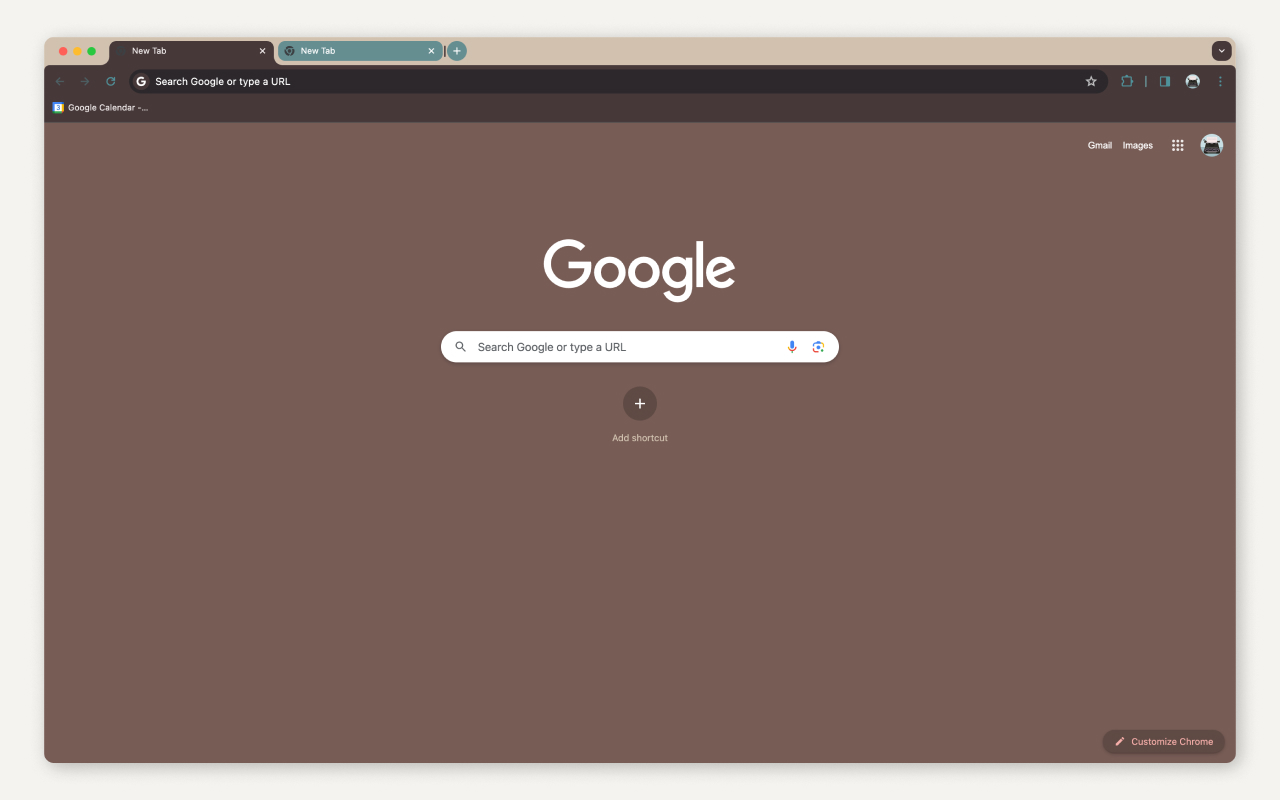 New Tab
New Tab
Search Google or type a URL
3
Google Calendar -...
Gmail Images
Google
Search Google or type a URL
Add shortcut
Customize Chrome